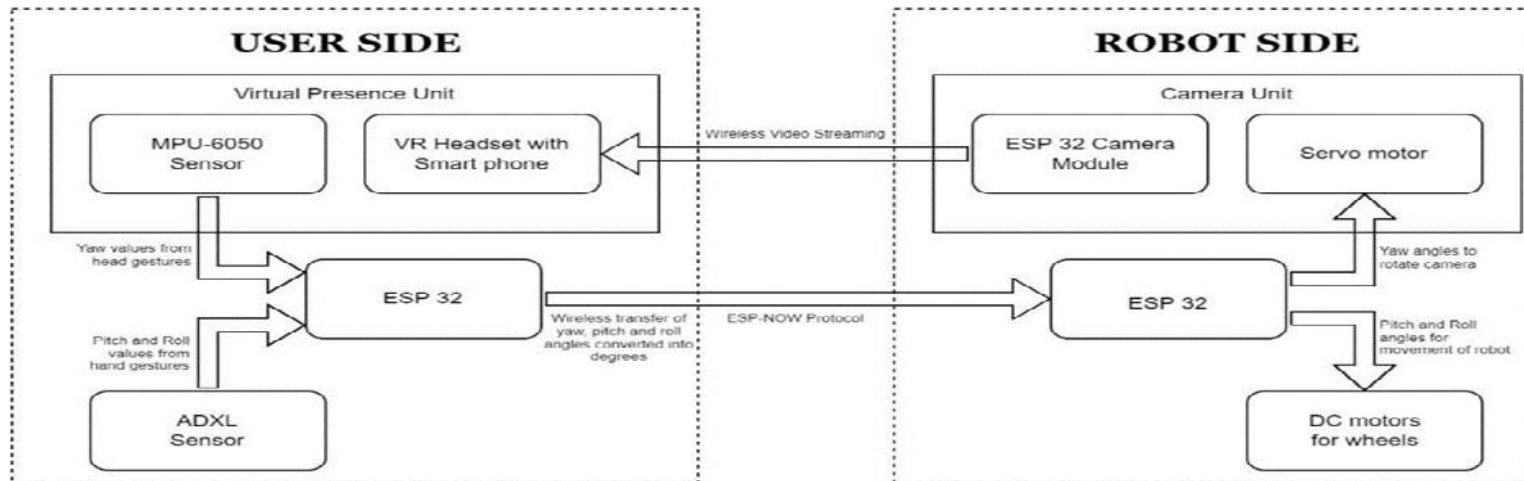 USER SIDE
Virtual Presence Unit
MPU-6050
Sensor
VR Headset with
Smart phone
Yaw values from
head gestures
ESP 32
Pitch and Roll
values from
hand gestures
ADXL
Sensor
Wireless transfer of
yaw, pitch and roll
angles converted into
degrees
Wireless Video Streaming
ESP-NOW Protocol
ROBOT SIDE
Camera Unit
ESP 32 Camera
Module
Servo motor
ESP 32
Yaw angles to
rotate camera
Pitch and Roll
angles for
movement of robot
DC motors
for wheels